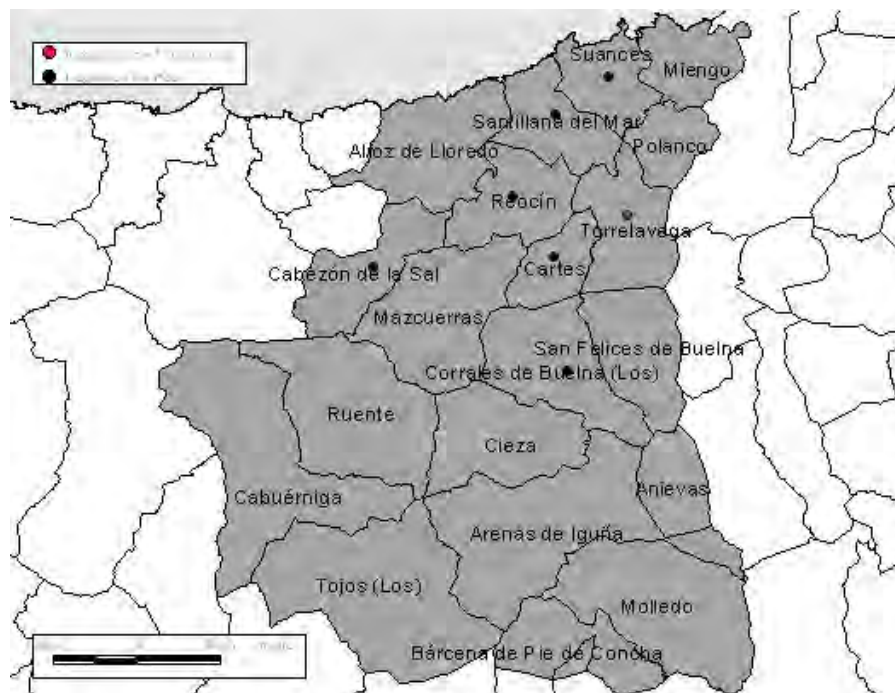 Suances
Miengo
Santillana del Mar
Polanco
Alfoz de Lloredo
Reocín
Torrelavega
Cabezón de la Sal
Cartes
Mazcuerras
San Felices de Buelna
Corrales de Buelna (Los)
Ruente
Cieza
Cabuérniga
Anievas
Arenas de Iguña
Tojos (Los)
Molledo
Bárcena de Pie de Concha